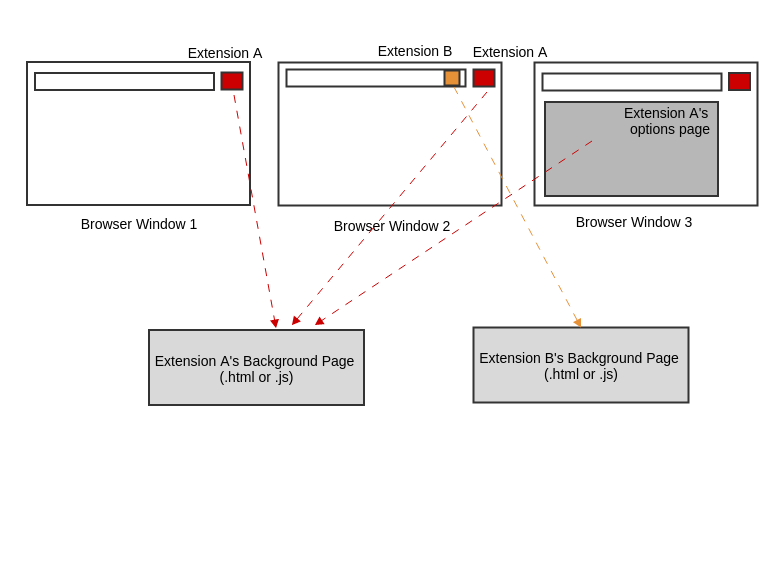 Extension A
Extension B
Extension A
Extension A's
options page
Browser Window 1
Browser Window 2
Browser Window 3
Extension A's Background Page
(.html or .js)
Extension B's Background Page
(.html or .js)